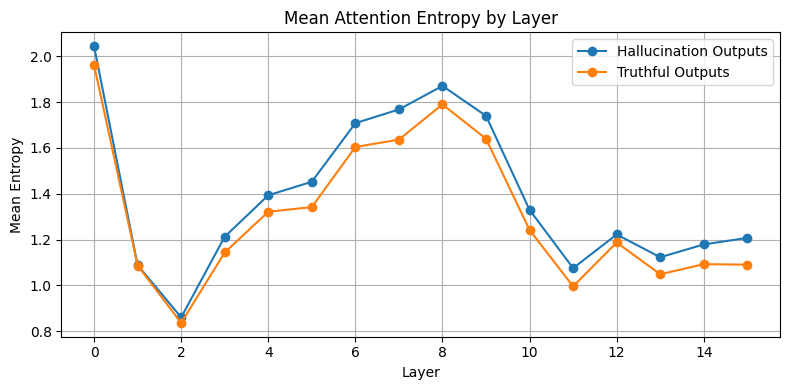 Mean Attention Entropy by Layer
Hallucination Outputs
Truthful Outputs
Mean Entropy
2.0
1.8
1.6
1.4
1.2
1.0
0.8
0 2 4 6 8 10 12 14
Layer